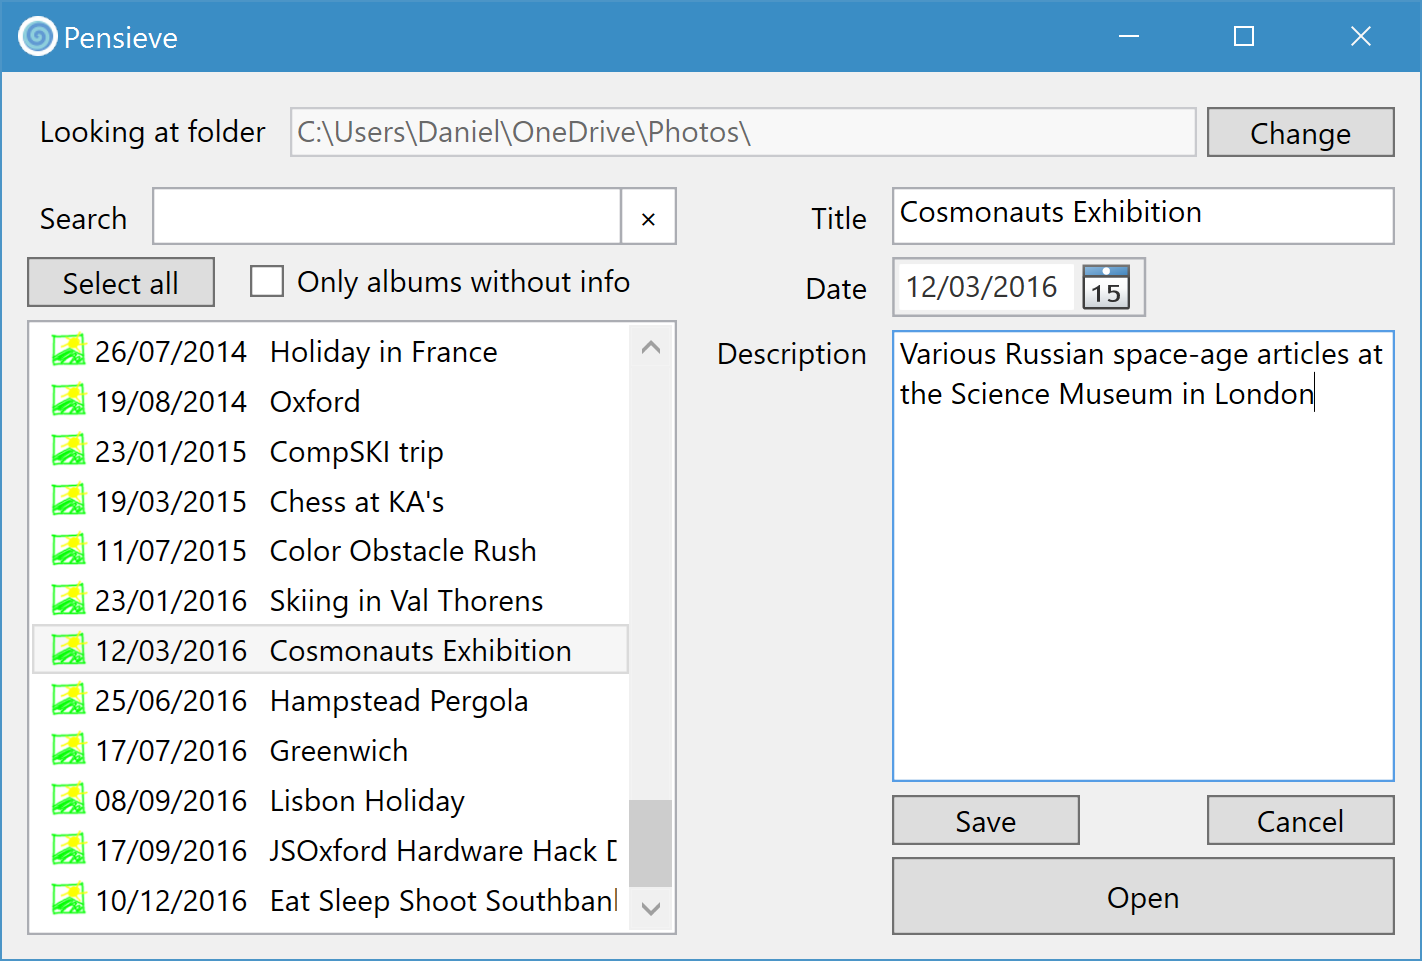 Pensieve
Looking at folder C:\Users\Daniel\OneDrive\Photos\ Change
Search ×
Select all Only albums without info
26/07/2014 Holiday in France
19/08/2014 Oxford
23/01/2015 CompSKI trip
19/03/2015 Chess at KA's
11/07/2015 Color Obstacle Rush
23/01/2016 Skiing in Val Thorens
12/03/2016 Cosmonauts Exhibition
25/06/2016 Hampstead Pergola
17/07/2016 Greenwich
08/09/2016 Lisbon Holiday
17/09/2016 JSOxford Hardware Hack D
10/12/2016 Eat Sleep Shoot Southbank
Title Cosmonauts Exhibition
Date 12/03/2016 15
Description Various Russian space-age articles at
the Science Museum in London
Save Cancel
Open